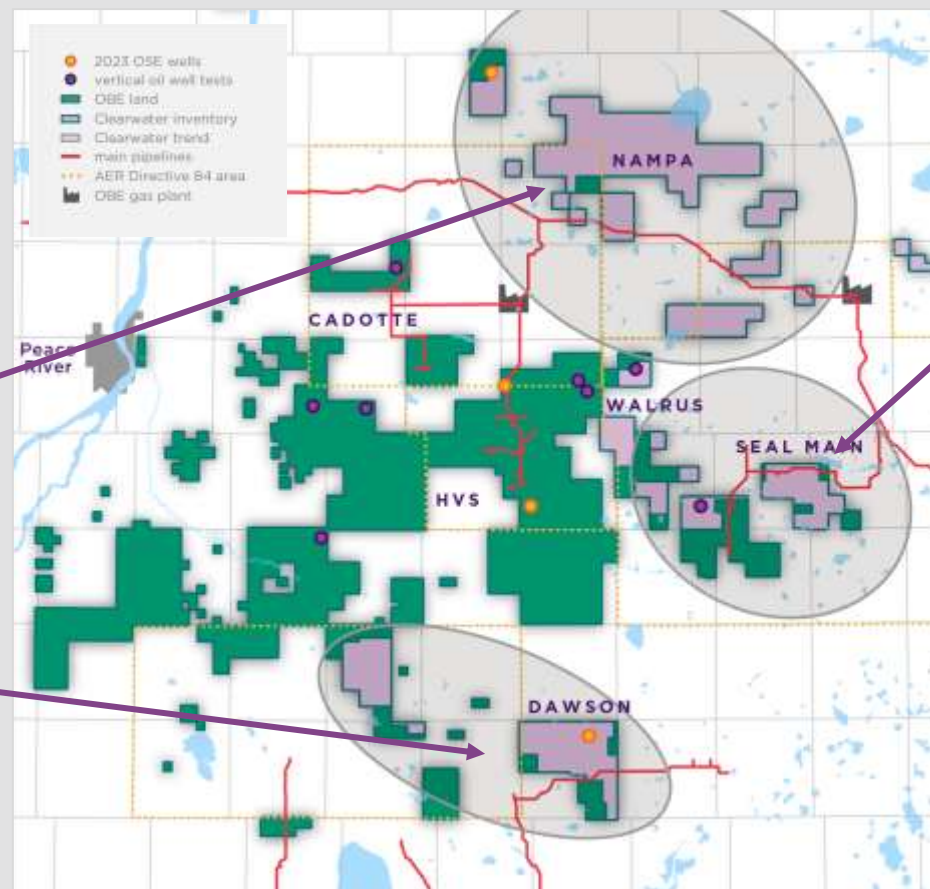 2023 OSE wells
vertical oil well tests
OBE land
Clearwater inventory
Clearwater trend
main pipelines
AER Directive 84 area
OBE gas plant
NAMPA
CADOTTE
Peace
River
WALRUS
SEAL MAIN
HVS
DAWSON